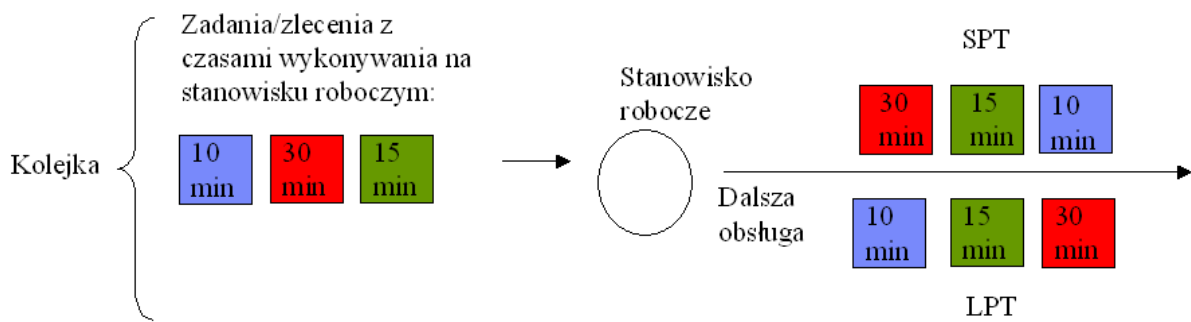 Zadania/zlecenia z
czasami wykonywania na
stanowisku roboczym:
Kolejka
10
min
30
min
15
min
Stanowisko
robocze
SPT
30
min
15
min
10
min
Dalsza
obsługa
10
min
15
min
30
min
LPT